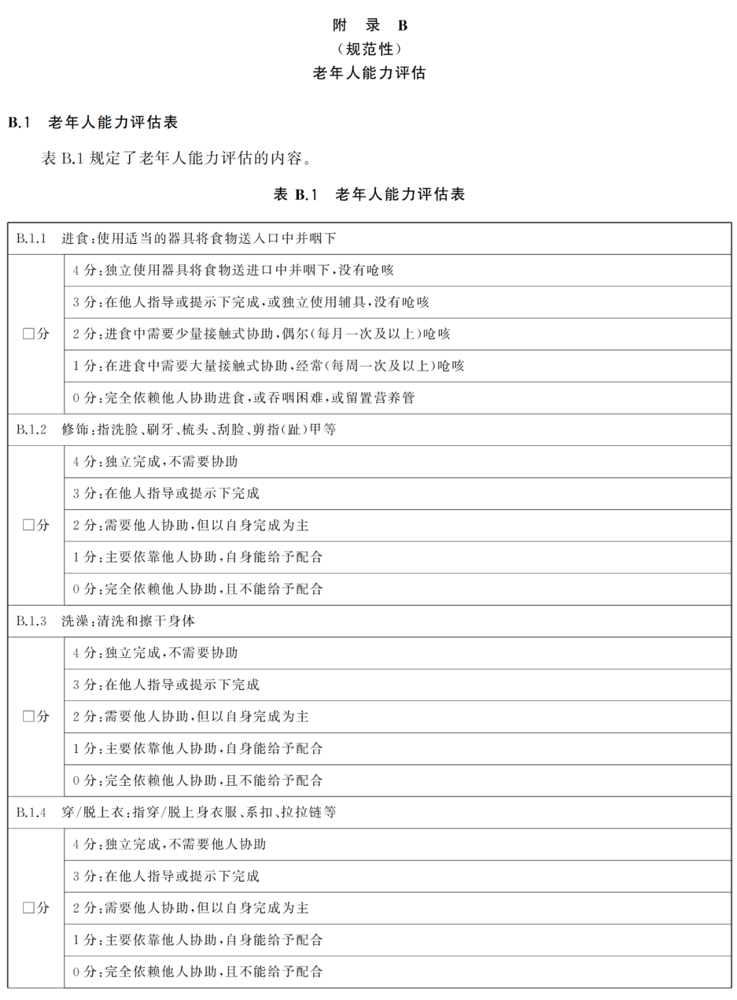 附 录 B
（规范性）
老年人能力评估
B.1 老年人能力评估表
表 B.1 规定了老年人能力评估的内容。
表 B.1 老年人能力评估表
B.1.1 进食:使用适当的器具将食物送入口中并咽下
4 分:独立使用器具将食物送进口中并咽下,没有呛咳
3 分:在他人指导或提示下完成,或独立使用辅具,没有呛咳
□分
2 分:进食中需要少量接触式协助,偶尔(每月一次及以上)呛咳
1 分:在进食中需要大量接触式协助,经常(每周一次及以上)呛咳
0 分:完全依赖他人协助进食,或吞咽困难,或留置营养管
B.1.2 修饰:指洗脸、刷牙、梳头、刮脸、剪指(趾)甲等
4 分:独立完成,不需要协助
3 分:在他人指导或提示下完成
□分
2 分:需要他人协助,但以自身完成为主
1 分:主要依靠他人协助,自身能给予配合
0 分:完全依赖他人协助,且不能给予配合
B.1.3 洗澡:清洗和擦干身体
4 分:独立完成,不需要协助
3 分:在他人指导或提示下完成
□分
2 分:需要他人协助,但以自身完成为主
1 分:主要依靠他人协助,自身能给予配合
0 分:完全依赖他人协助,且不能给予配合
B.1.4 穿/脱上衣:指穿/脱上身衣服、系扣、拉拉链等
4 分:独立完成,不需要他人协助
3 分:在他人指导或提示下完成
□分
2 分:需要他人协助,但以自身完成为主
1 分:主要依靠他人协助,自身能给予配合
0 分:完全依赖他人协助,且不能给予配合